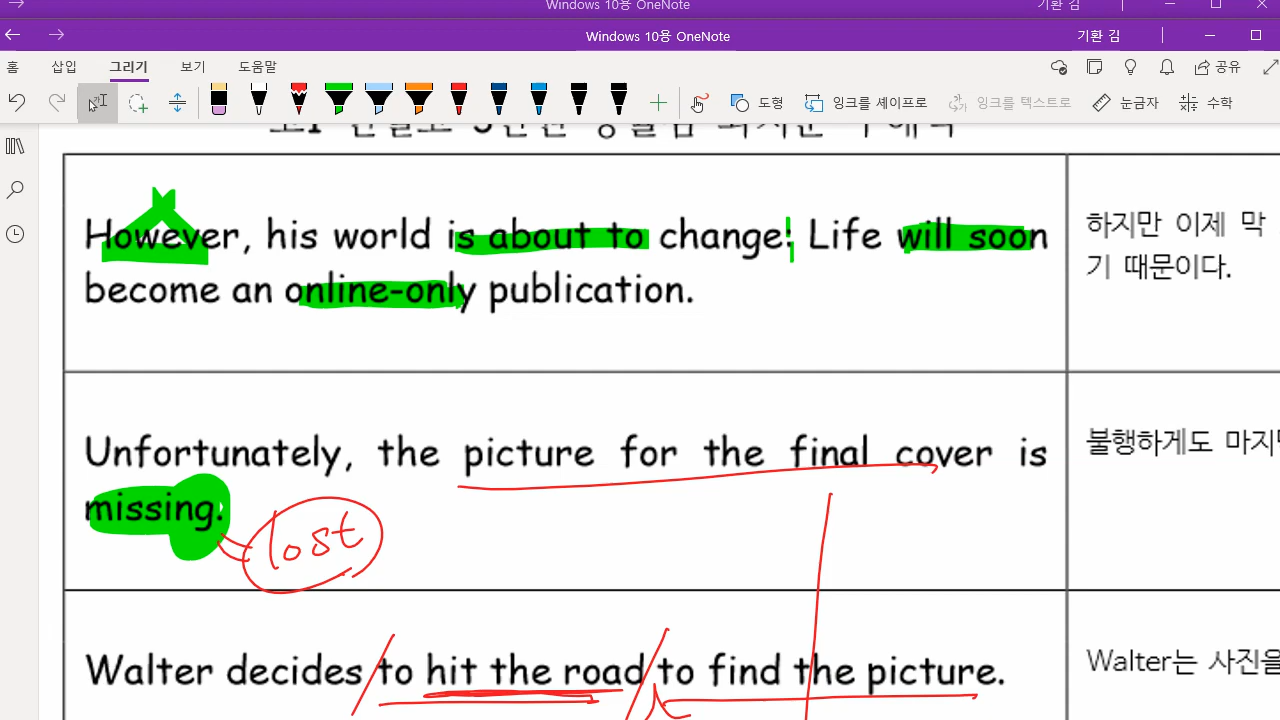 Windows 10용 OneNote
기환 김
Windows 10용 OneNote
기환 김
홈 삽입 그리기 보기 도움말
공유
도형 잉크를 셰이프로 잉크를 텍스트로 눈금자 수학
However, his world is about to change! Life will soon
become an online-only publication.
하지만 이제 막
기 때문이다.
Unfortunately, the picture for the final cover is
missing.
lost
불행하게도
Walter decides to hit the road to find the picture.
Walter는 사진을